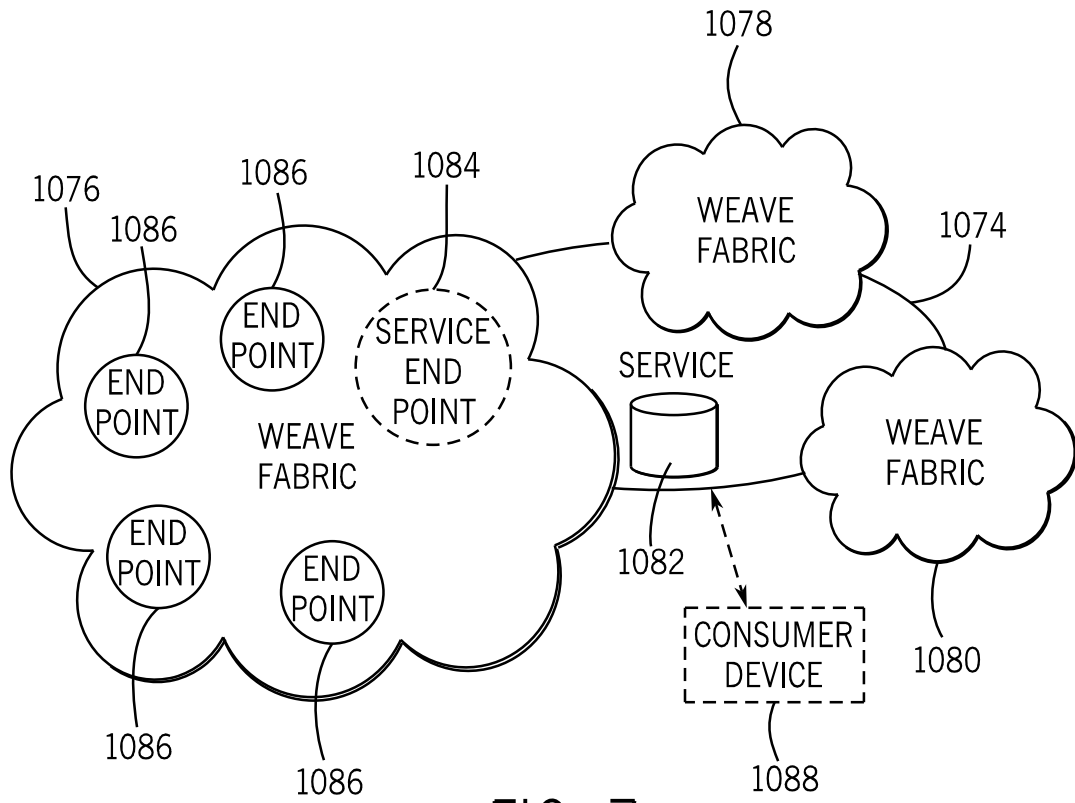 1078
1076
1086
1086
1084
WEAVE
FABRIC
1074
END
POINT
SERVICE
END
POINT
END
POINT
SERVICE
WEAVE
FABRIC
WEAVE
FABRIC
END
POINT
END
POINT
1082
CONSUMER
DEVICE
1080
1086
1086
1088